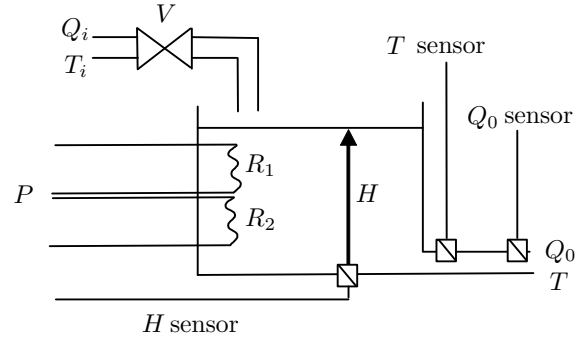 V
Q_i
T_i
T sensor
Q_0 sensor
R_1
P
H
R_2
Q_0
T
H sensor